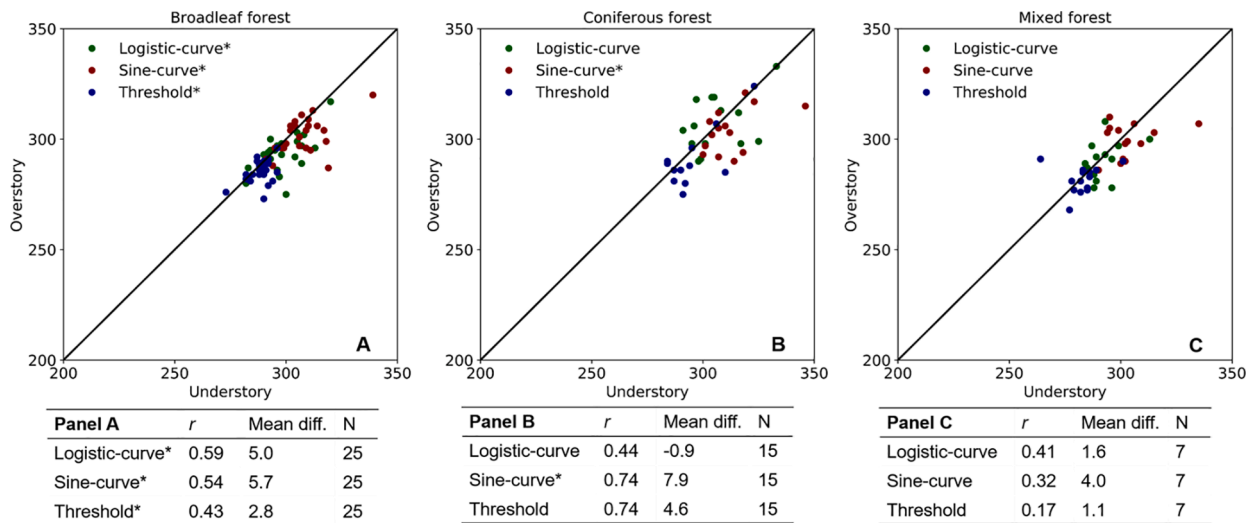 Broadleaf forest
350
300
250
200
Overstory
Logistic-curve*
Sine-curve*
Threshold*
A
200
250
300
350
Understory
Coniferous forest
350
300
250
200
Overstory
Logistic-curve
Sine-curve*
Threshold
B
200
250
300
350
Understory
Mixed forest
350
300
250
200
Overstory
Logistic-curve
Sine-curve
Threshold
C
200
250
300
350
Understory
Panel A r Mean diff. N
Logistic-curve* 0.59 5.0 25
Sine-curve* 0.54 5.7 25
Threshold* 0.43 2.8 25
Panel B r Mean diff. N
Logistic-curve 0.44 -0.9 15
Sine-curve* 0.74 7.9 15
Threshold 0.74 4.6 15
Panel C r Mean diff. N
Logistic-curve 0.41 1.6 7
Sine-curve 0.32 4.0 7
Threshold 0.17 1.1 7